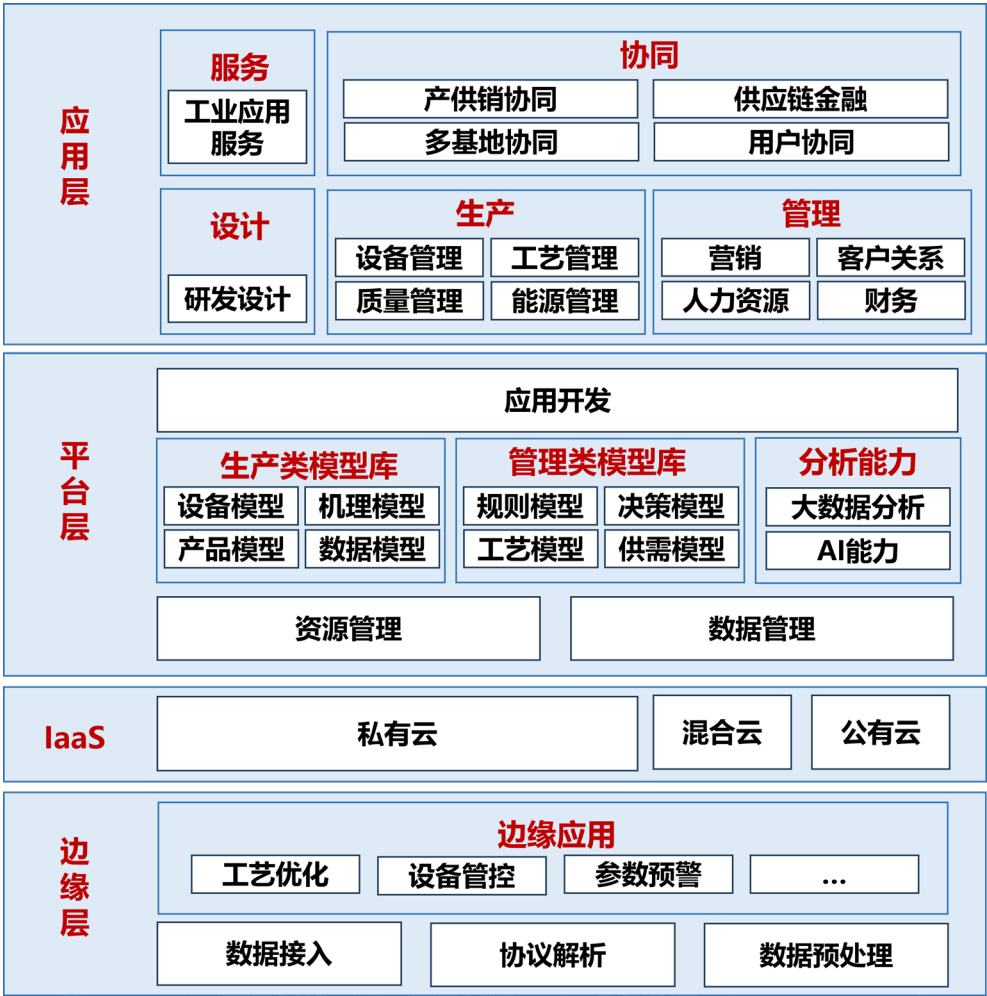 应用层
服务
工业应用
服务
协同
产供销协同
供应链金融
多基地协同
用户协同
设计
研发设计
生产
设备管理
工艺管理
质量管理
能源管理
管理
营销
客户关系
人力资源
财务
平台层
应用开发
生产类模型库
设备模型
机理模型
产品模型
数据模型
管理类模型库
规则模型
决策模型
工艺模型
供需模型
分析能力
大数据分析
AI能力
资源管理
数据管理
IaaS
私有云
混合云
公有云
边缘层
边缘应用
工艺优化
设备管控
参数预警
...
数据接入
协议解析
数据预处理